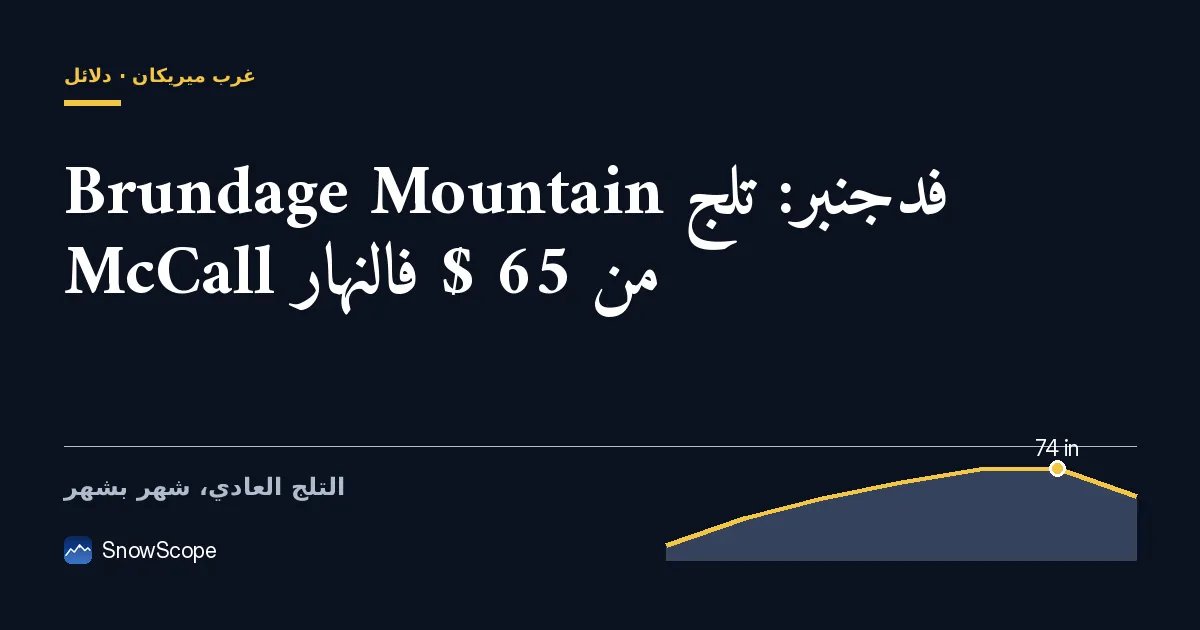 غرب ميريكان · دلائل
فدجنبر: تلج Brundage Mountain
من 65 $ فالنهار McCall
74 in
التلج العادي، شهر بشهر
SnowScope